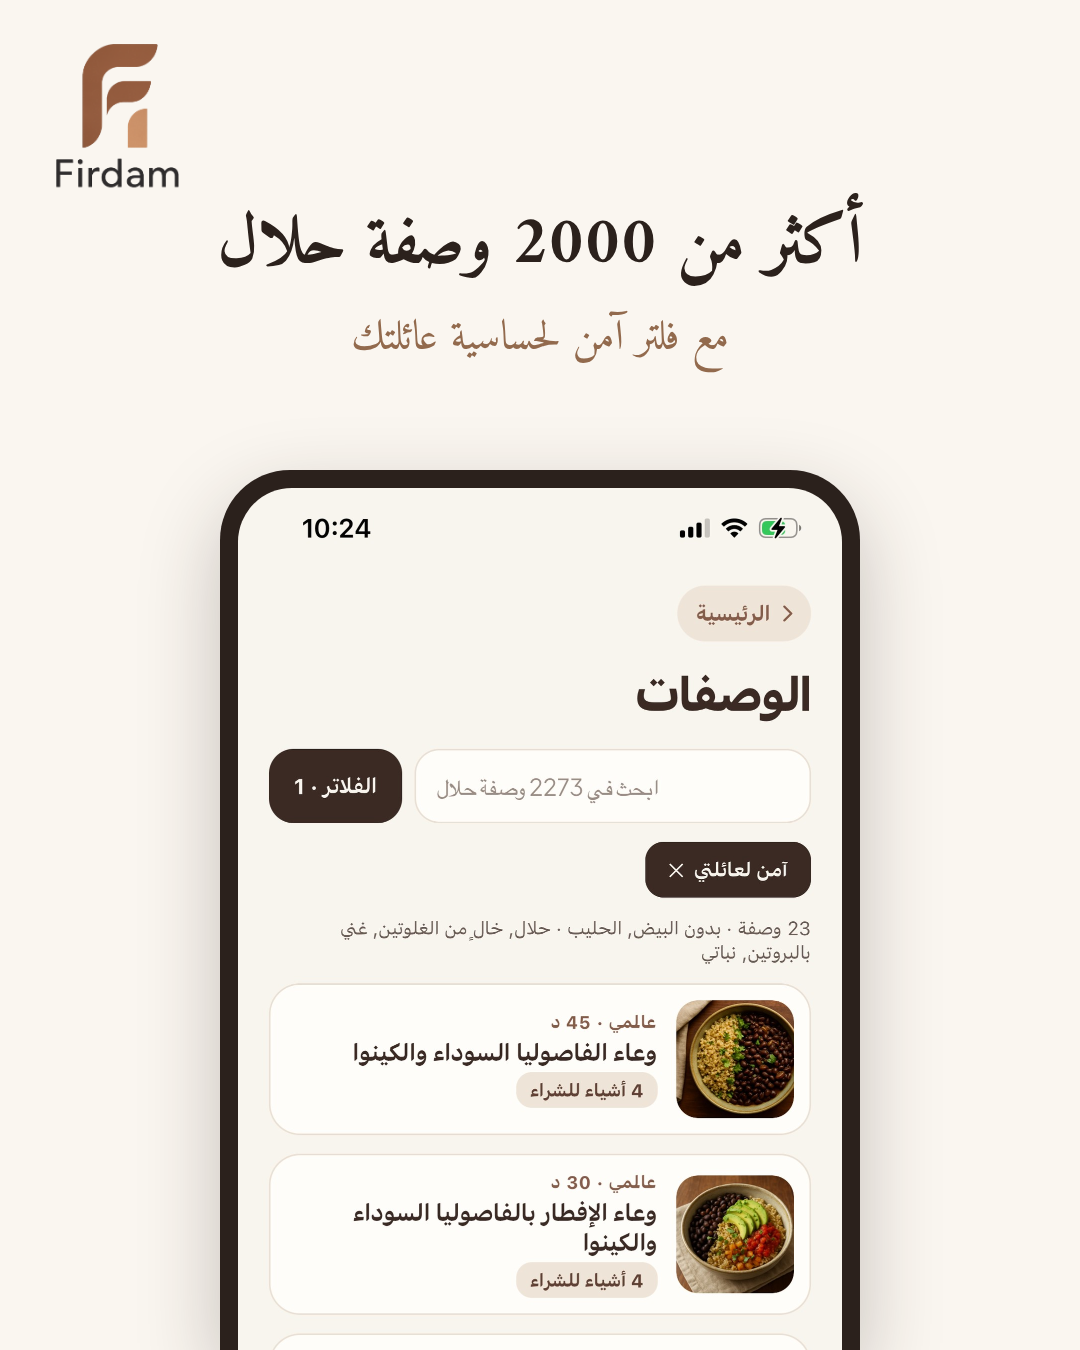 Firdam
أكثر من 2000 وصفة حلال
مع فلتر آمن لحساسية عائلتك
10:24
الرئيسية
الوصفات
ابحث في 2273 وصفة حلال
الفلاتر · 1
آمن لعائلتي ×
23 وصفة · بدون البيض, الحليب · حلال, خالٍ من الغلوتين, غني
بالبروتين, نباتي
عالمي · 45 د
وعاء الفاصوليا السوداء والكينوا
4 أشياء للشراء
عالمي · 30 د
وعاء الإفطار بالفاصوليا السوداء
والكينوا
4 أشياء للشراء